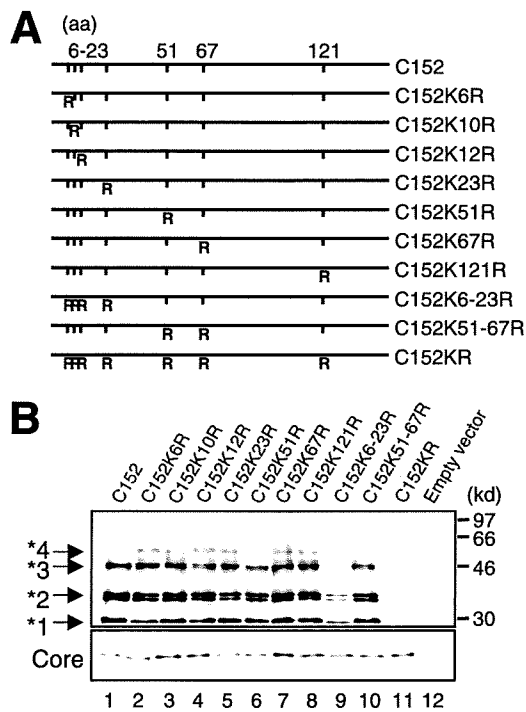 A
(aa)
6-23 51 67 121
C152
R C152K6R
R C152K10R
R C152K12R
R C152K23R
R C152K51R
R C152K67R
R C152K121R
R R R R C152K6-23R
R R C152K51-67R
R R R R R R R C152KR
B
C152 C152K6R C152K10R C152K12R C152K23R C152K51R C152K67R C152K121R C152K6-23R C152K51-67R C152KR Empty vector
(kd)
97
*4 66
*3 46
*2
*1 30
Core
1 2 3 4 5 6 7 8 9 10 11 12